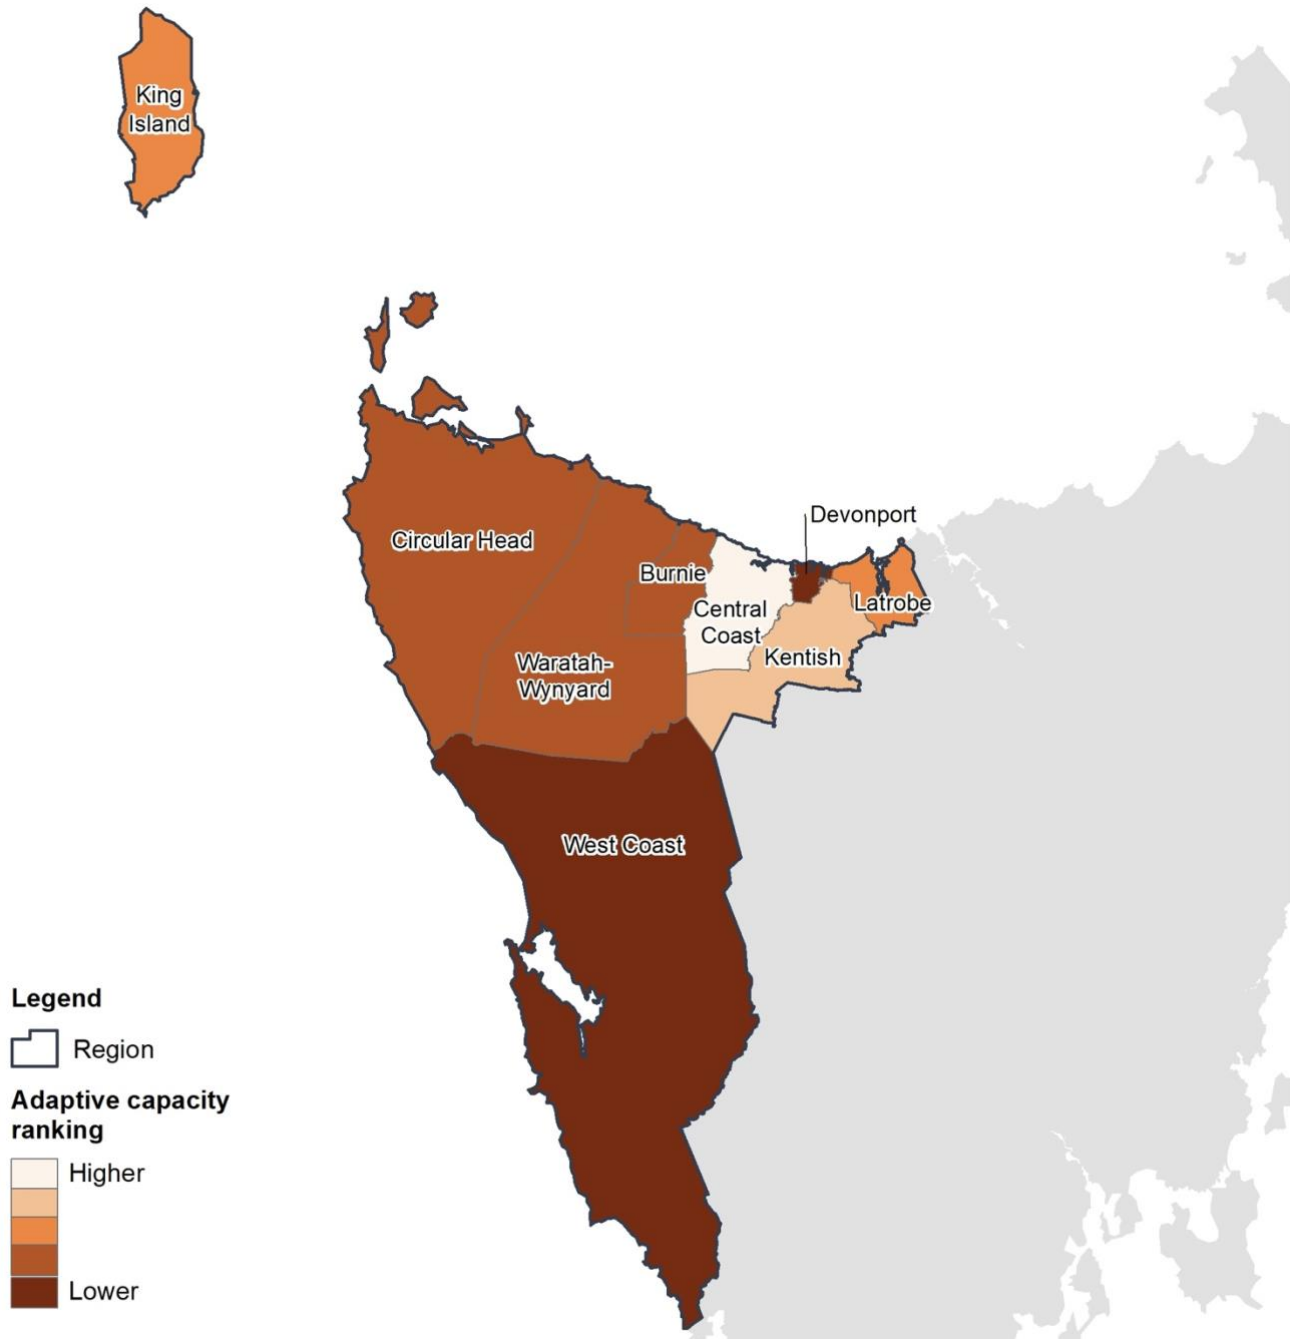 King
Island
Devonport
Circular Head
Burnie
Central
Coast
Latrobe
Kentish
Waratah-
Wynyard
West Coast
Legend
Region
Adaptive capacity
ranking
Higher
Lower